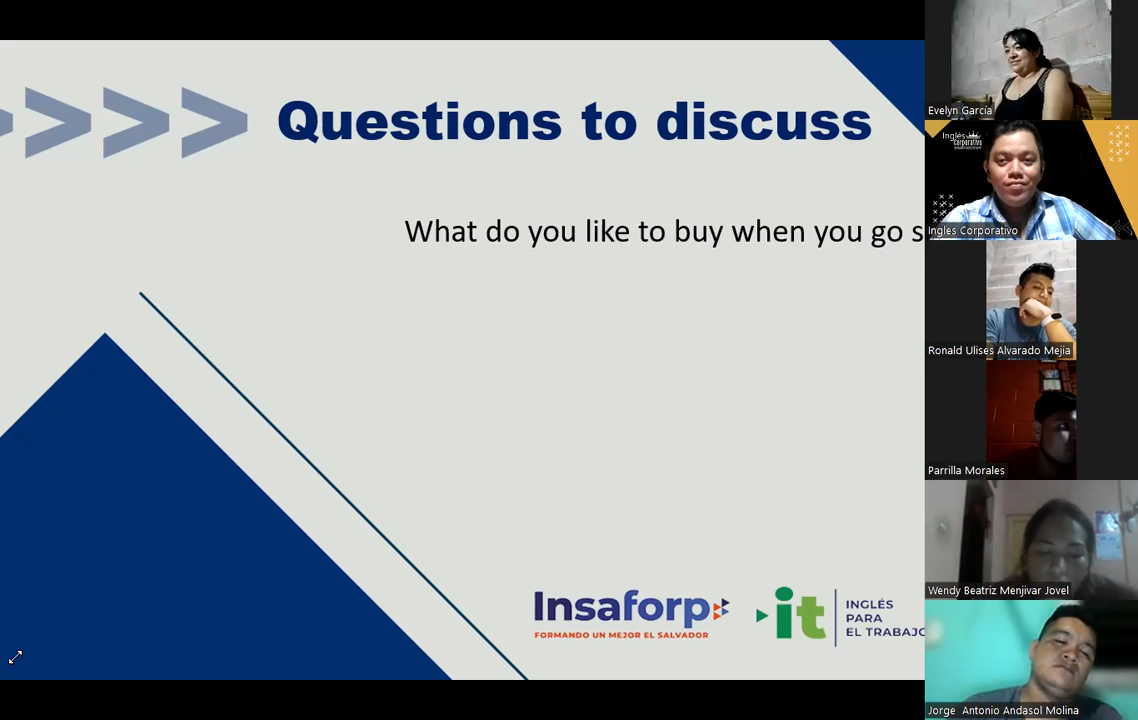 Questions to discuss
What do you like to buy when you go s
Insaforp
FORMANDO UN MEJOR EL SALVADOR
it
INGLÉS
PARA
EL TRABAJO
Evelyn García
Inglés
corporativo
Ingles Corporativo
Ronald Ulises Alvarado Mejia
Parrilla Morales
Wendy Beatriz Menjivar Jovel
Jorge Antonio Andasol Molina